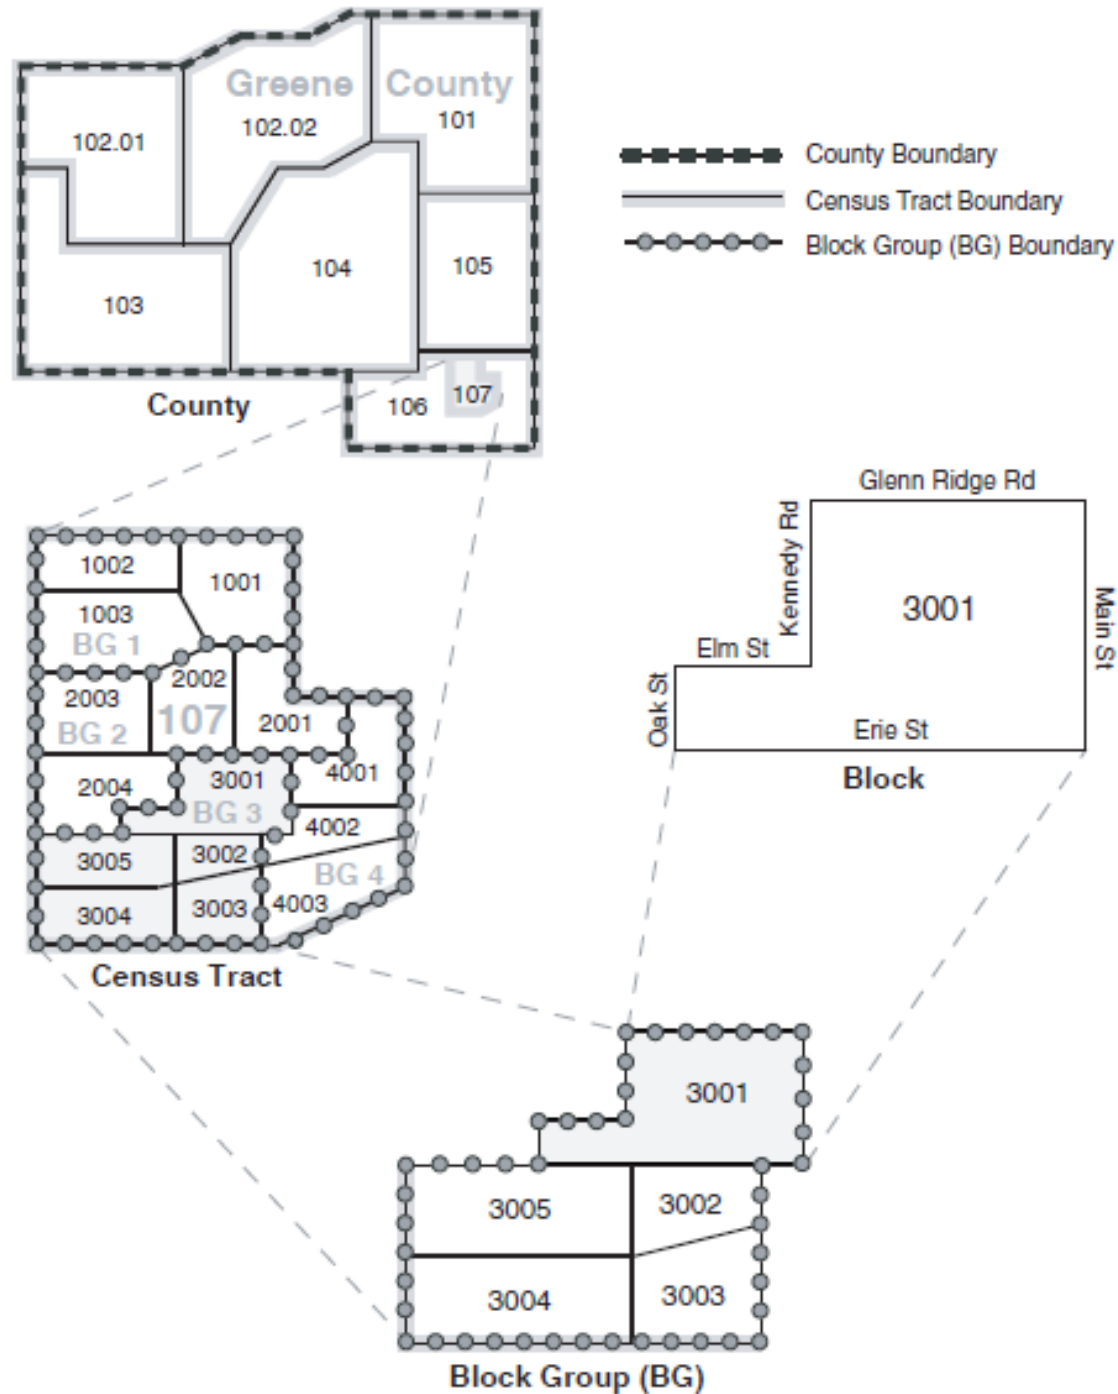 Greene County
102.01
102.02
101
103
104
105
106
107
County
County Boundary
Census Tract Boundary
Block Group (BG) Boundary
1002
1001
1003
BG 1
2003
2002
BG 2
107
2001
2004
3001
4001
BG 3
3005
3002
4002
BG 4
3004
3003
4003
Census Tract
Glenn Ridge Rd
Kennedy Rd
3001
Main St
Elm St
Oak St
Erie St
Block
3001
3005
3002
3004
3003
Block Group (BG)